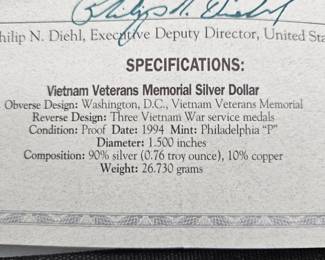 Philip N. Diehl
hilip N. Diehl, Executive Deputy Director, United Sta
SPECIFICATIONS:
Vietnam Veterans Memorial Silver Dollar
Obverse Design: Washington, D.C., Vietnam Veterans Memorial
Reverse Design: Three Vietnam War service medals
Condition: Proof Date: 1994 Mint: Philadelphia "P"
Diameter: 1.500 inches
Composition: 90% silver (0.76 troy ounce), 10% copper
Weight: 26.730 grams